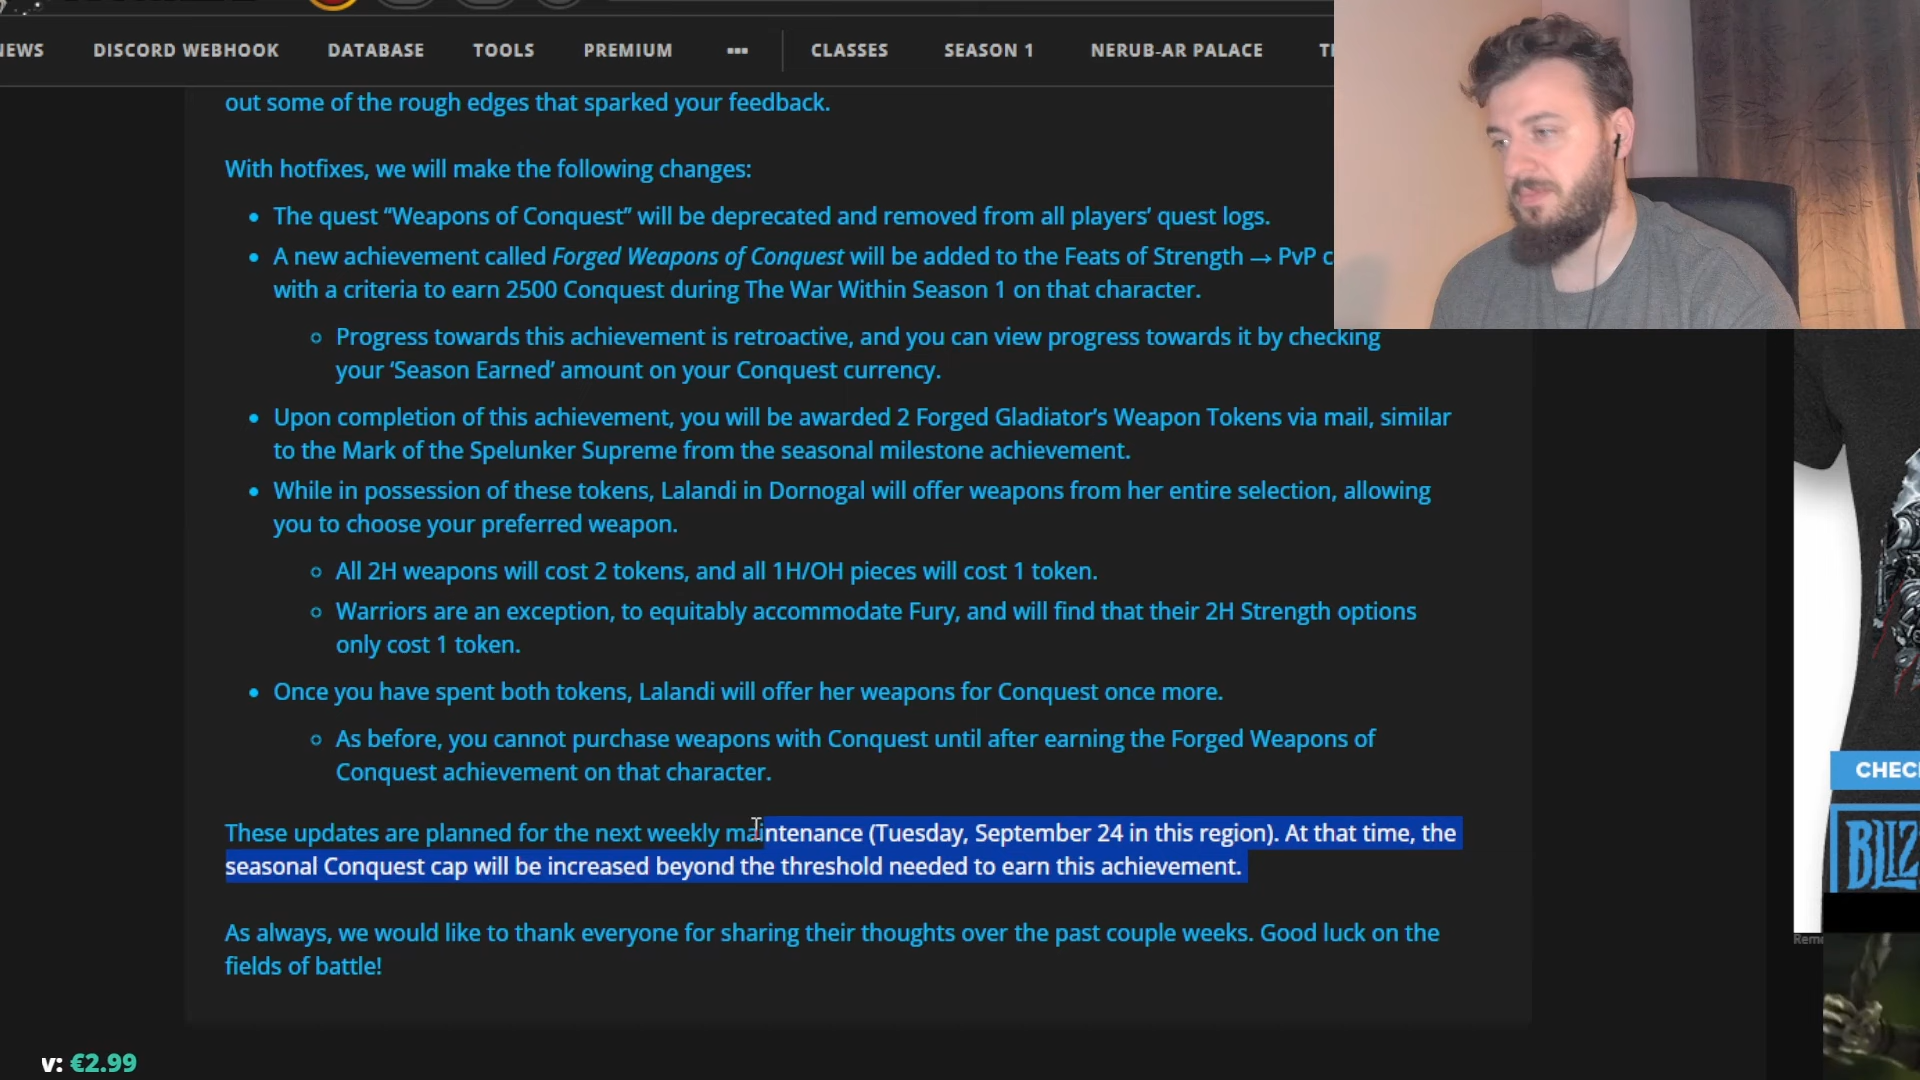 NEWS DISCORD WEBHOOK DATABASE TOOLS PREMIUM ••• CLASSES SEASON 1 NERUB-AR PALACE
out some of the rough edges that sparked your feedback.
With hotfixes, we will make the following changes:
• The quest “Weapons of Conquest” will be deprecated and removed from all players’ quest logs.
• A new achievement called Forged Weapons of Conquest will be added to the Feats of Strength → PvP c
with a criteria to earn 2500 Conquest during The War Within Season 1 on that character.
◦ Progress towards this achievement is retroactive, and you can view progress towards it by checking
your ‘Season Earned’ amount on your Conquest currency.
• Upon completion of this achievement, you will be awarded 2 Forged Gladiator’s Weapon Tokens via mail, similar
to the Mark of the Spelunker Supreme from the seasonal milestone achievement.
• While in possession of these tokens, Lalandi in Dornogal will offer weapons from her entire selection, allowing
you to choose your preferred weapon.
◦ All 2H weapons will cost 2 tokens, and all 1H/OH pieces will cost 1 token.
◦ Warriors are an exception, to equitably accommodate Fury, and will find that their 2H Strength options
only cost 1 token.
• Once you have spent both tokens, Lalandi will offer her weapons for Conquest once more.
◦ As before, you cannot purchase weapons with Conquest until after earning the Forged Weapons of
Conquest achievement on that character.
These updates are planned for the next weekly maintenance (Tuesday, September 24 in this region). At that time, the
seasonal Conquest cap will be increased beyond the threshold needed to earn this achievement.
As always, we would like to thank everyone for sharing their thoughts over the past couple weeks. Good luck on the
fields of battle!
CHEC
BLIZ
Remo
v: €2.99